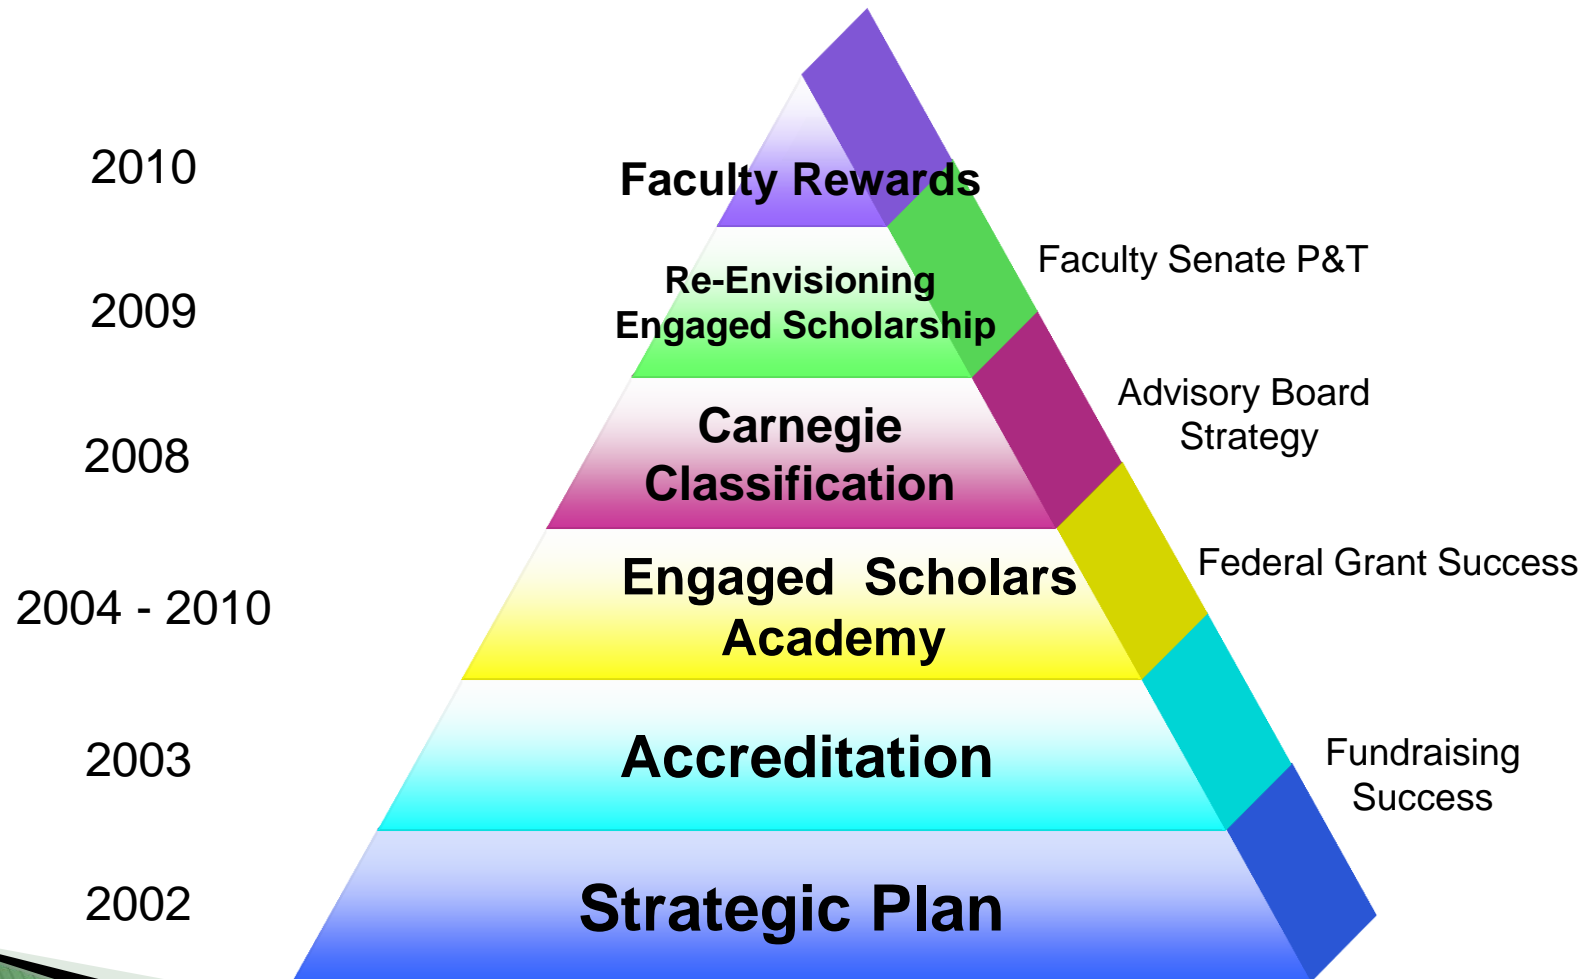 2010
Faculty Rewards
Faculty Senate P&T
2009
Re-Envisioning
Engaged Scholarship
Advisory Board
Strategy
2008
Carnegie
Classification
Federal Grant Success
2004 - 2010
Engaged  Scholars
Academy
2003
Accreditation
Fundraising
Success
2002
Strategic Plan